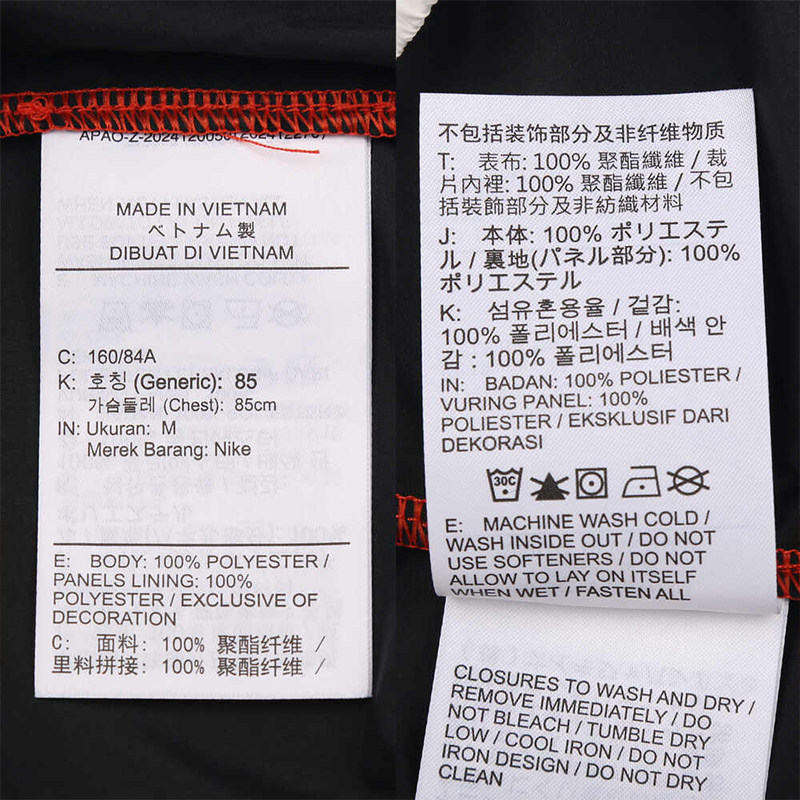 MADE IN VIETNAM
ベトナム製
DIBUAT DI VIETNAM
C: 160/84A
K: 호칭 (Generic): 85
가슴둘레 (Chest): 85cm
IN: Ukuran: M
Merek Barang: Nike
E: BODY: 100% POLYESTER /
PANELS LINING: 100%
POLYESTER / EXCLUSIVE OF
DECORATION
C: 面料: 100% 聚酯纤维 /
里料拼接: 100% 聚酯纤维 /
不包括装饰部分及非纤维物质
T: 表布: 100% 聚酯纖維 / 裁
片內裡: 100% 聚酯纖維 / 不包
括裝飾部分及非紡織材料
J: 本体: 100% ポリエステ
ル / 裏地(パネル部分): 100%
ポリエステル
K: 섬유혼용율 / 겉감:
100% 폴리에스터 / 배색 안
감 : 100% 폴리에스터
IN: BADAN: 100% POLIESTER /
VURING PANEL: 100%
POLIESTER / EKSKLUSIF DARI
DEKORASI
30C
E: MACHINE WASH COLD /
WASH INSIDE OUT / DO NOT
USE SOFTENERS / DO NOT
ALLOW TO LAY ON ITSELF
WHEN WET / FASTEN ALL
CLOSURES TO WASH AND DRY /
REMOVE IMMEDIATELY / DO
NOT BLEACH / TUMBLE DRY
LOW / COOL IRON / DO NOT
IRON DESIGN / DO NOT DRY
CLEAN